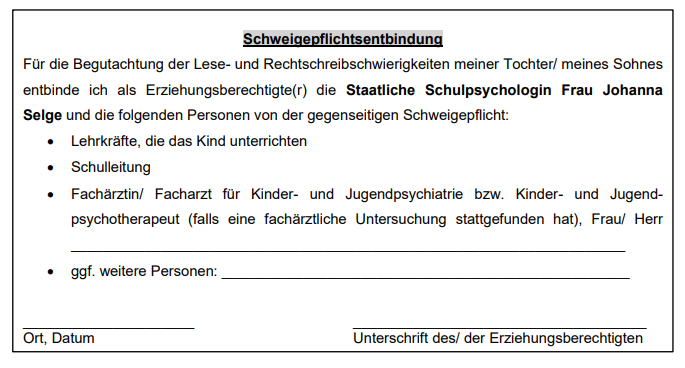 Schweigepflichtsentbindung
Für die Begutachtung der Lese- und Rechtschreibschwierigkeiten meiner Tochter/ meines Sohnes
entbinde ich als Erziehungsberechtigte(r) die Staatliche Schulpsychologin Frau Johanna
Selge und die folgenden Personen von der gegenseitigen Schweigepflicht:
• Lehrkräfte, die das Kind unterrichten
• Schulleitung
• Fachärztin/ Facharzt für Kinder- und Jugendpsychiatrie bzw. Kinder- und Jugend-
psychotherapeut (falls eine fachärztliche Untersuchung stattgefunden hat), Frau/ Herr
• ggf. weitere Personen:
Ort, Datum Unterschrift des/ der Erziehungsberechtigten